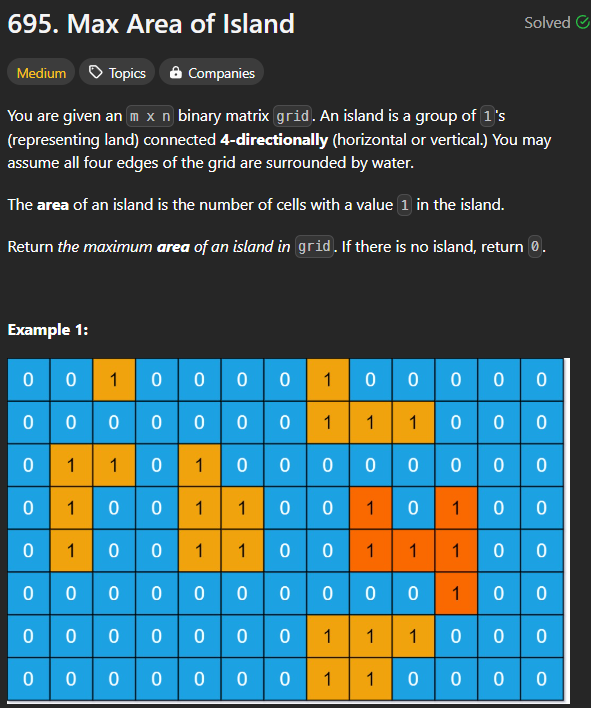 695. Max Area of Island
Solved
Medium
Topics
Companies
You are given an m x n binary matrix grid. An island is a group of 1's
(representing land) connected 4-directionally (horizontal or vertical.) You may
assume all four edges of the grid are surrounded by water.
The area of an island is the number of cells with a value 1 in the island.
Return the maximum area of an island in grid. If there is no island, return 0.
Example 1:
0 0 1 0 0 0 0 1 0 0 0 0 0
0 0 0 0 0 0 0 1 1 1 0 0 0
0 1 1 0 1 0 0 0 0 0 0 0 0
0 1 0 0 1 1 0 0 1 0 1 0 0
0 1 0 0 1 1 0 0 1 1 1 0 0
0 0 0 0 0 0 0 0 0 0 1 0 0
0 0 0 0 0 0 0 1 1 1 0 0 0
0 0 0 0 0 0 0 1 1 0 0 0 0